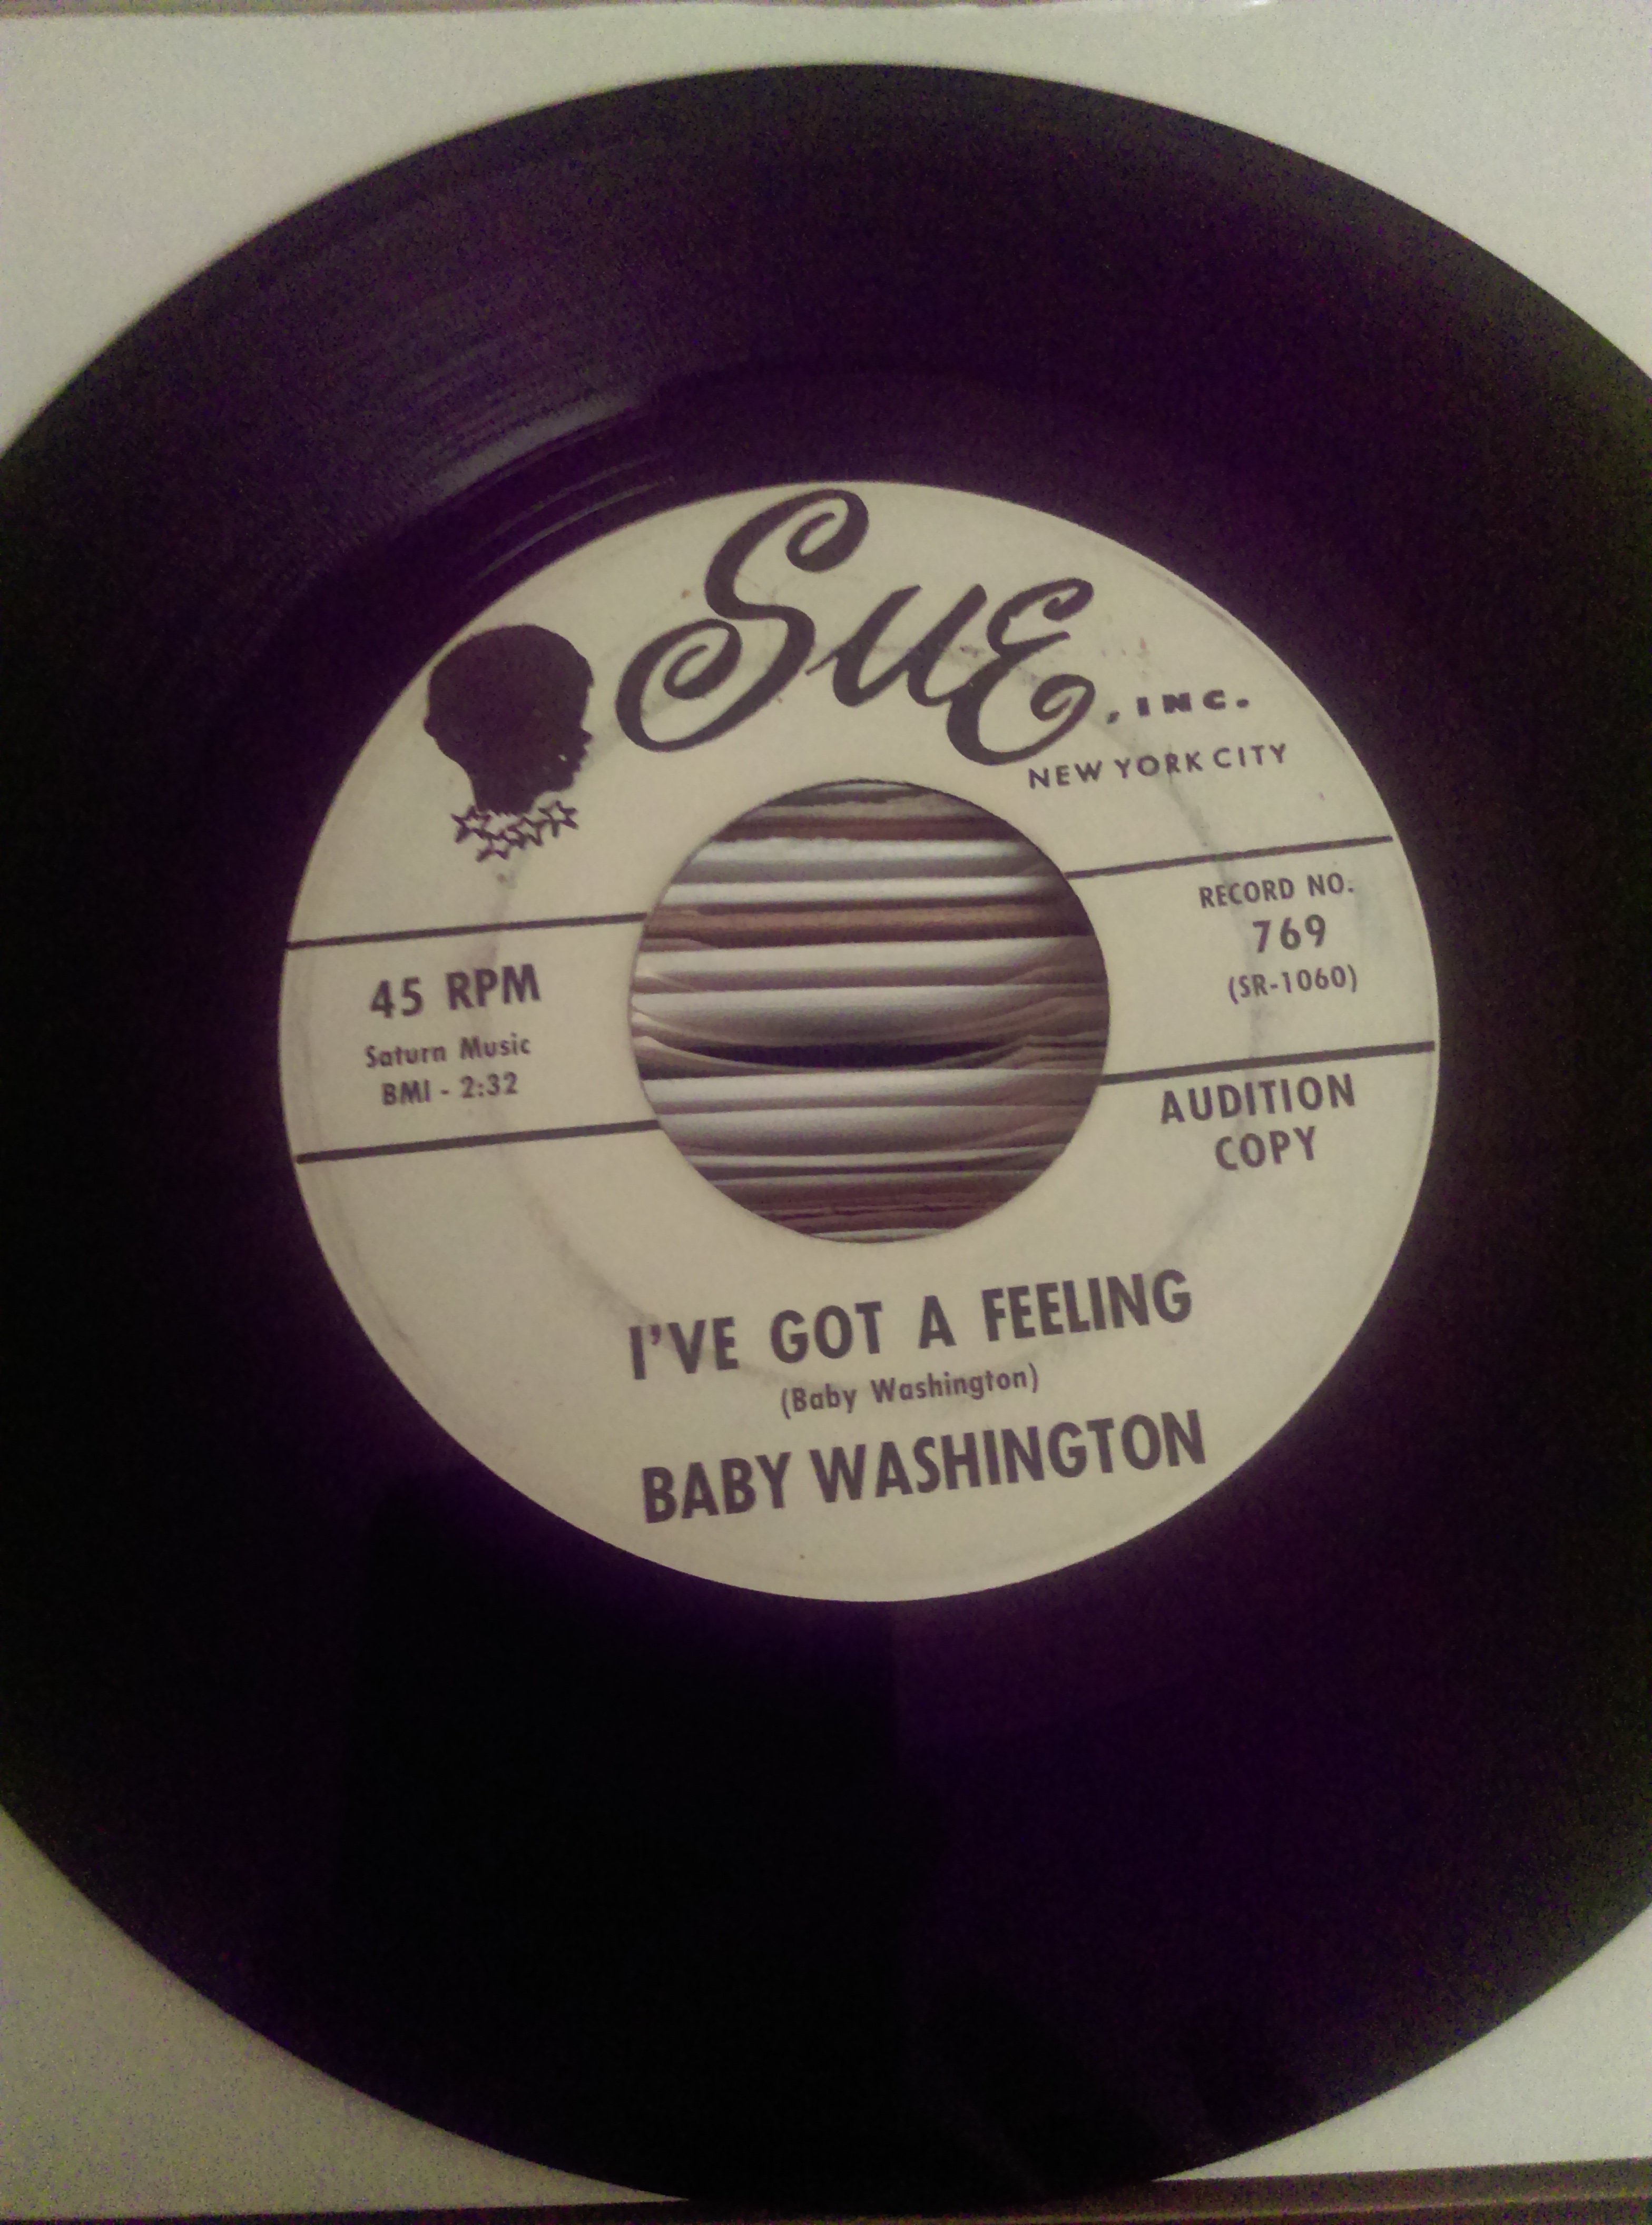 Sue, INC.
NEW YORK CITY
RECORD NO.
769
(SR-1060)
45 RPM
Saturn Music
BMI - 2:32
AUDITION
COPY
I'VE GOT A FEELING
(Baby Washington)
BABY WASHINGTON